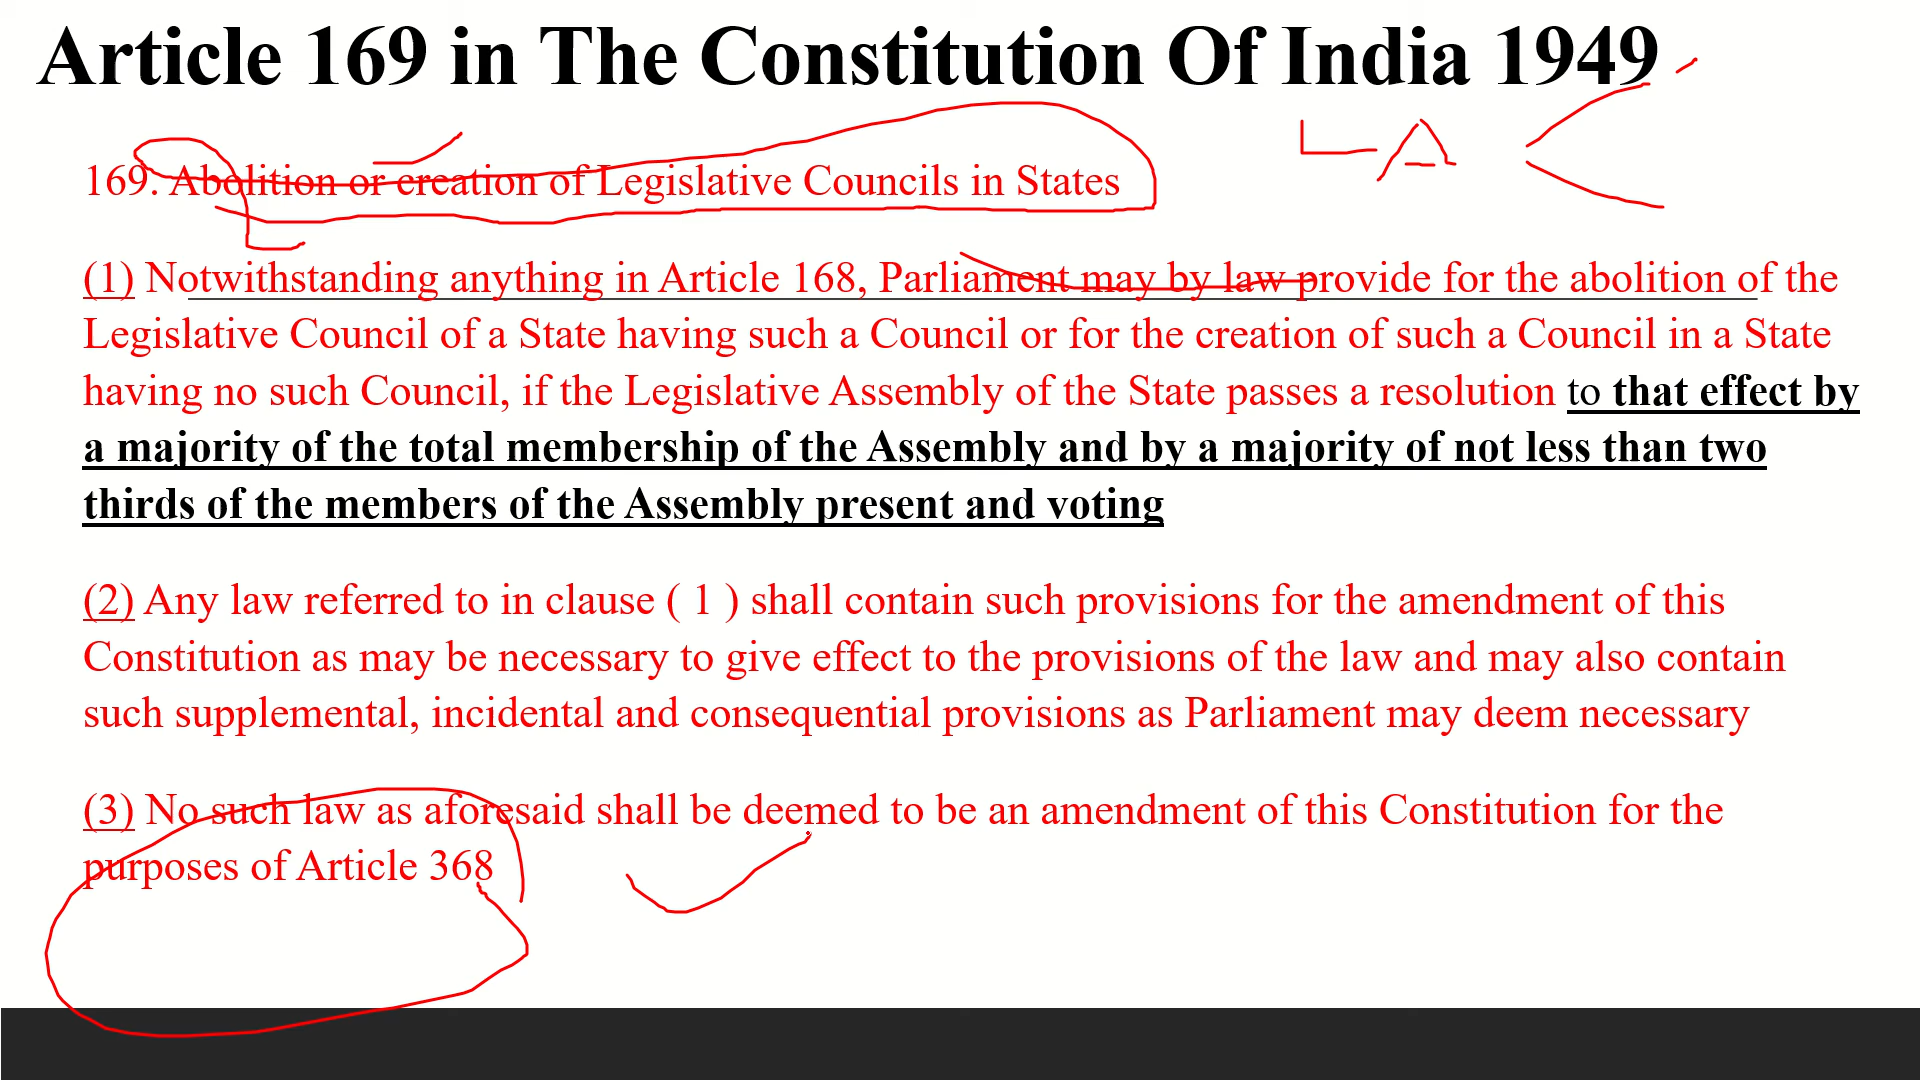 Article 169 in The Constitution Of India 1949
LA
169. Abolition or creation of Legislative Councils in States
(1) Notwithstanding anything in Article 168, Parliament may by law provide for the abolition of the
Legislative Council of a State having such a Council or for the creation of such a Council in a State
having no such Council, if the Legislative Assembly of the State passes a resolution to that effect by
a majority of the total membership of the Assembly and by a majority of not less than two
thirds of the members of the Assembly present and voting
(2) Any law referred to in clause ( 1 ) shall contain such provisions for the amendment of this
Constitution as may be necessary to give effect to the provisions of the law and may also contain
such supplemental, incidental and consequential provisions as Parliament may deem necessary
(3) No such law as aforesaid shall be deemed to be an amendment of this Constitution for the
purposes of Article 368